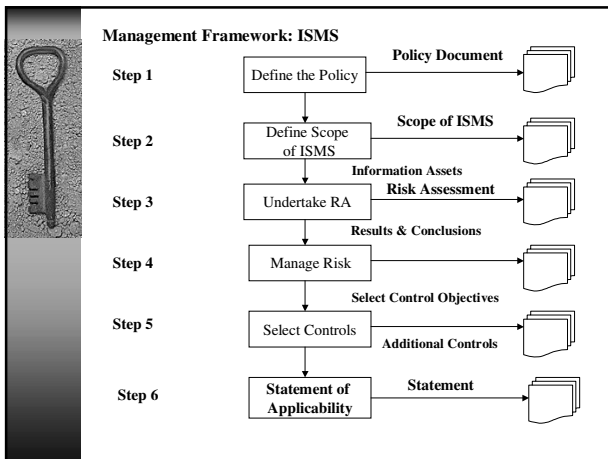 Management Framework: ISMS
Policy Document
Step 1
Define the Policy
Scope of ISMS
Step 2
Define Scope
of ISMS
Information Assets
Risk Assessment
Step 3
Undertake RA
Results & Conclusions
Step 4
Manage Risk
Select Control Objectives
Step 5
Select Controls
Additional Controls
Statement
Step 6
Statement of
Applicability